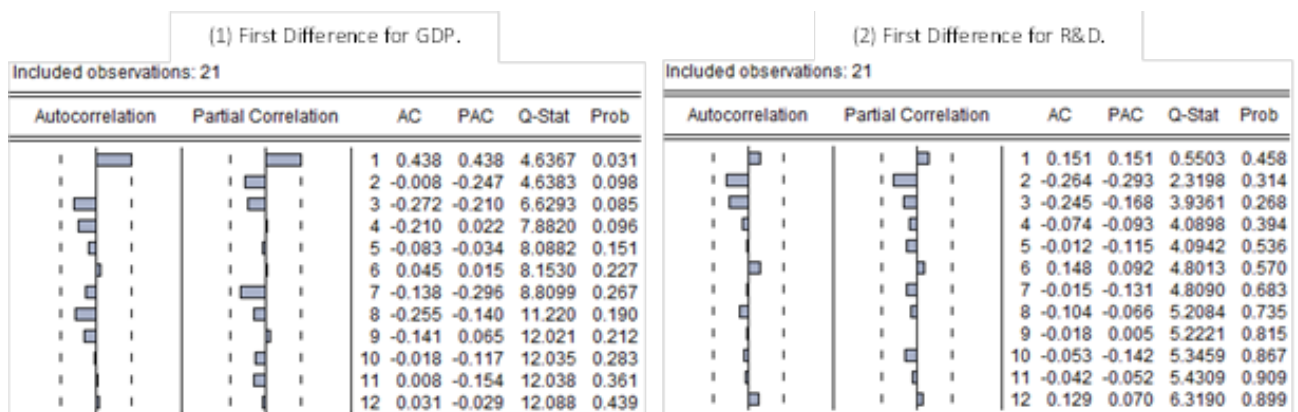 (1) First Difference for GDP.
Included observations: 21
Autocorrelation Partial Correlation AC PAC Q-Stat Prob
1 0.438 0.438 4.6367 0.031
2 -0.008 -0.247 4.6383 0.098
3 -0.272 -0.210 6.6293 0.085
4 -0.210 0.022 7.8820 0.096
5 -0.083 -0.034 8.0882 0.151
6 0.045 0.015 8.1530 0.227
7 -0.138 -0.296 8.8099 0.267
8 -0.255 -0.140 11.220 0.190
9 -0.141 0.065 12.021 0.212
10 -0.018 -0.117 12.035 0.283
11 0.008 -0.154 12.038 0.361
12 0.031 -0.029 12.088 0.439
(2) First Difference for R&D.
Included observations: 21
Autocorrelation Partial Correlation AC PAC Q-Stat Prob
1 0.151 0.151 0.5503 0.458
2 -0.264 -0.293 2.3198 0.314
3 -0.245 -0.168 3.9361 0.268
4 -0.074 -0.093 4.0898 0.394
5 -0.012 -0.115 4.0942 0.536
6 0.148 0.092 4.8013 0.570
7 -0.015 -0.131 4.8090 0.683
8 -0.104 -0.066 5.2084 0.735
9 -0.018 0.005 5.2221 0.815
10 -0.053 -0.142 5.3459 0.867
11 -0.042 -0.052 5.4309 0.909
12 0.129 0.070 6.3190 0.899